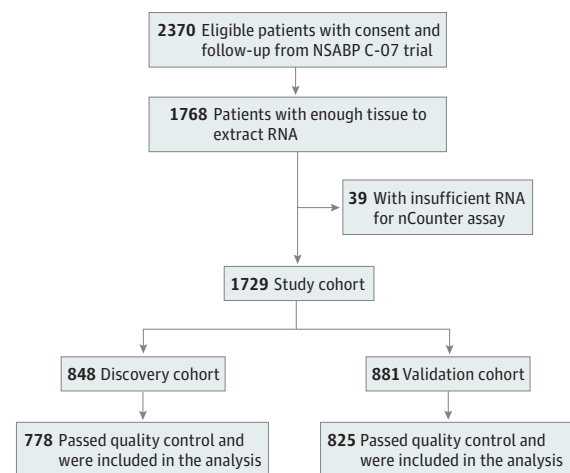 2370 Eligible patients with consent and
follow-up from NSABP C-07 trial
1768 Patients with enough tissue to
extract RNA
39 With insufficient RNA
for nCounter assay
1729 Study cohort
848 Discovery cohort
881 Validation cohort
778 Passed quality control and
were included in the analysis
825 Passed quality control and
were included in the analysis